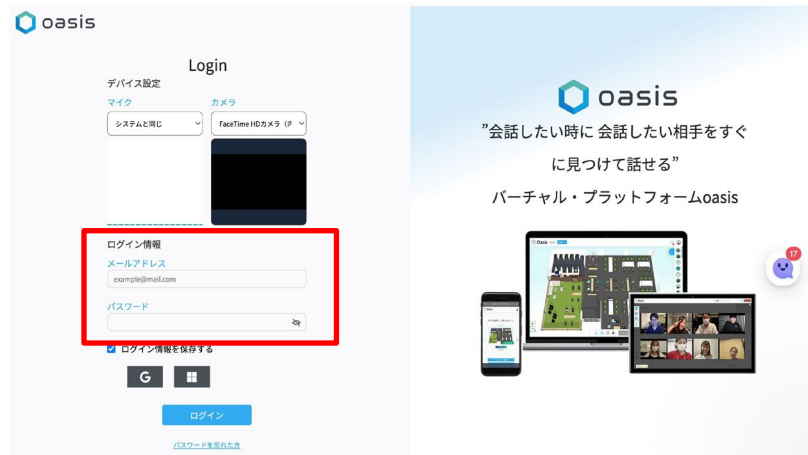 oasis
Login
デバイス設定
マイク
カメラ
システムと同じ
FaceTime HDカメラ（内
ログイン情報
メールアドレス
example@mail.com
パスワード
ログイン情報を保存する
G
ログイン
パスワードを忘れた方
oasis
”会話したい時に 会話したい相手をすぐ
に見つけて話せる”
バーチャル・プラットフォームoasis
17